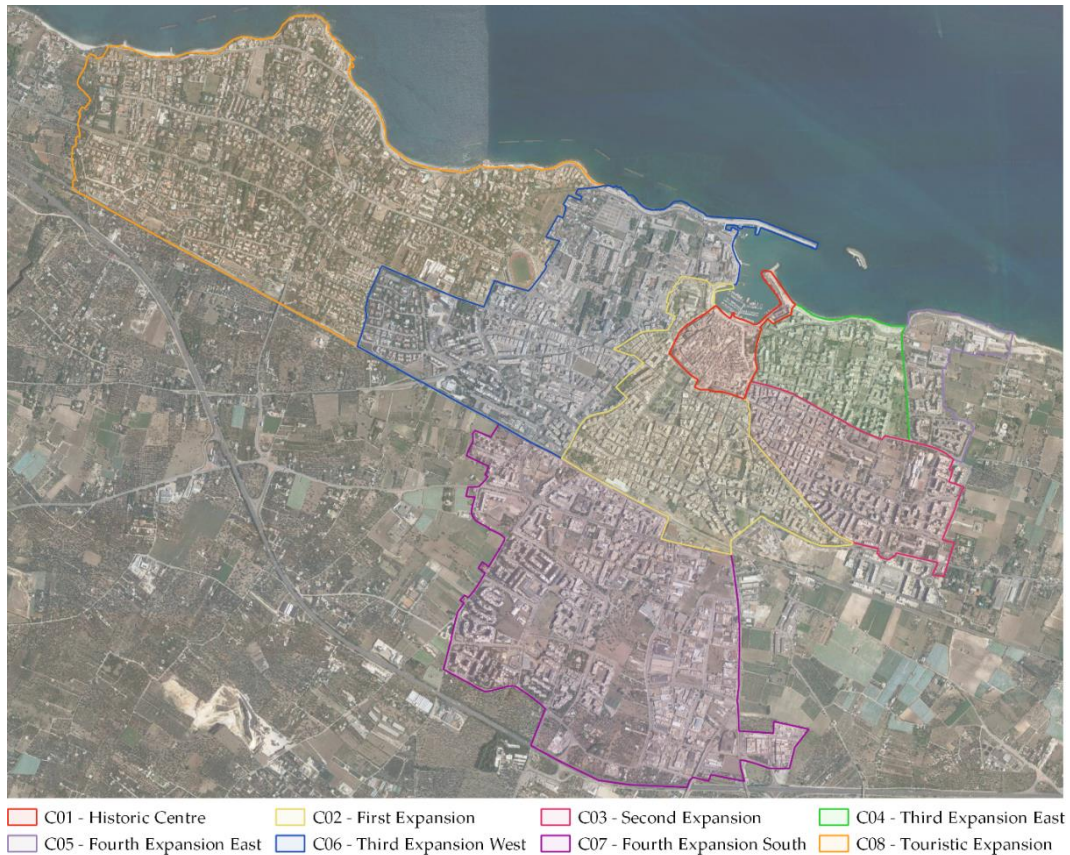 C01 - Historic Centre
C02 - First Expansion
C03 - Second Expansion
C04 - Third Expansion East
C05 - Fourth Expansion East
C06 - Third Expansion West
C07 - Fourth Expansion South
C08 - Touristic Expansion